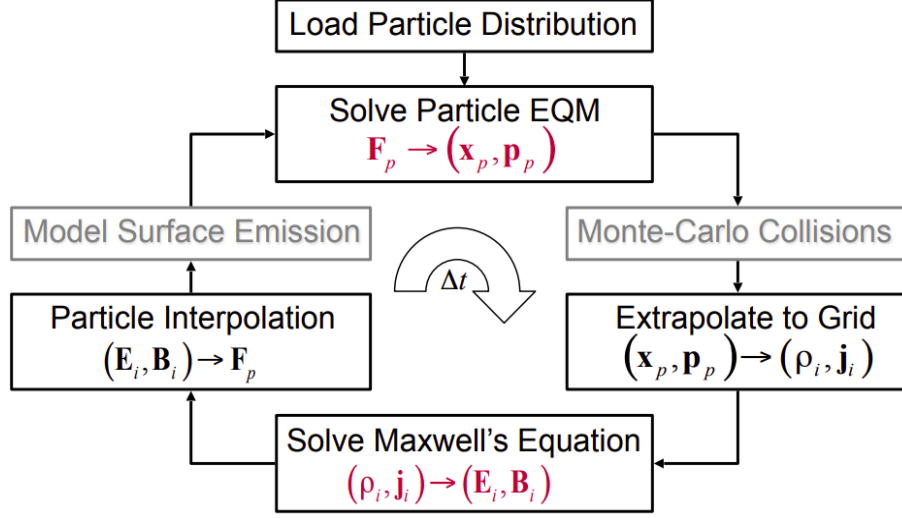 Load Particle Distribution
Solve Particle EQM
F_p → (x_p, p_p)
Model Surface Emission
Monte-Carlo Collisions
Δt
Particle Interpolation
(E_i, B_i) → F_p
Extrapolate to Grid
(x_p, p_p) → (ρ_i, j_i)
Solve Maxwell's Equation
(ρ_i, j_i) → (E_i, B_i)